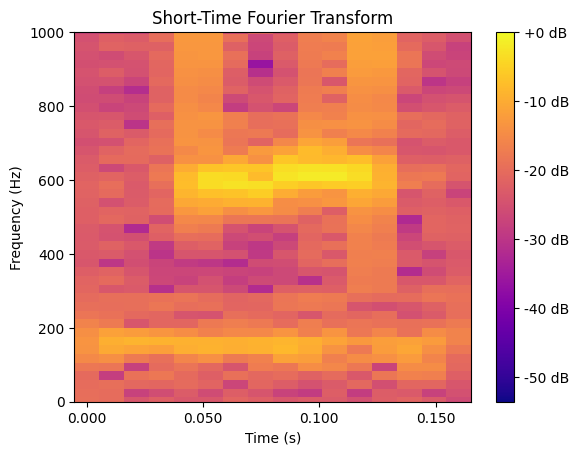 Short-Time Fourier Transform
1000
800
600
400
200
0
Frequency (Hz)
0.000
0.050
0.100
0.150
Time (s)
+0 dB
-10 dB
-20 dB
-30 dB
-40 dB
-50 dB